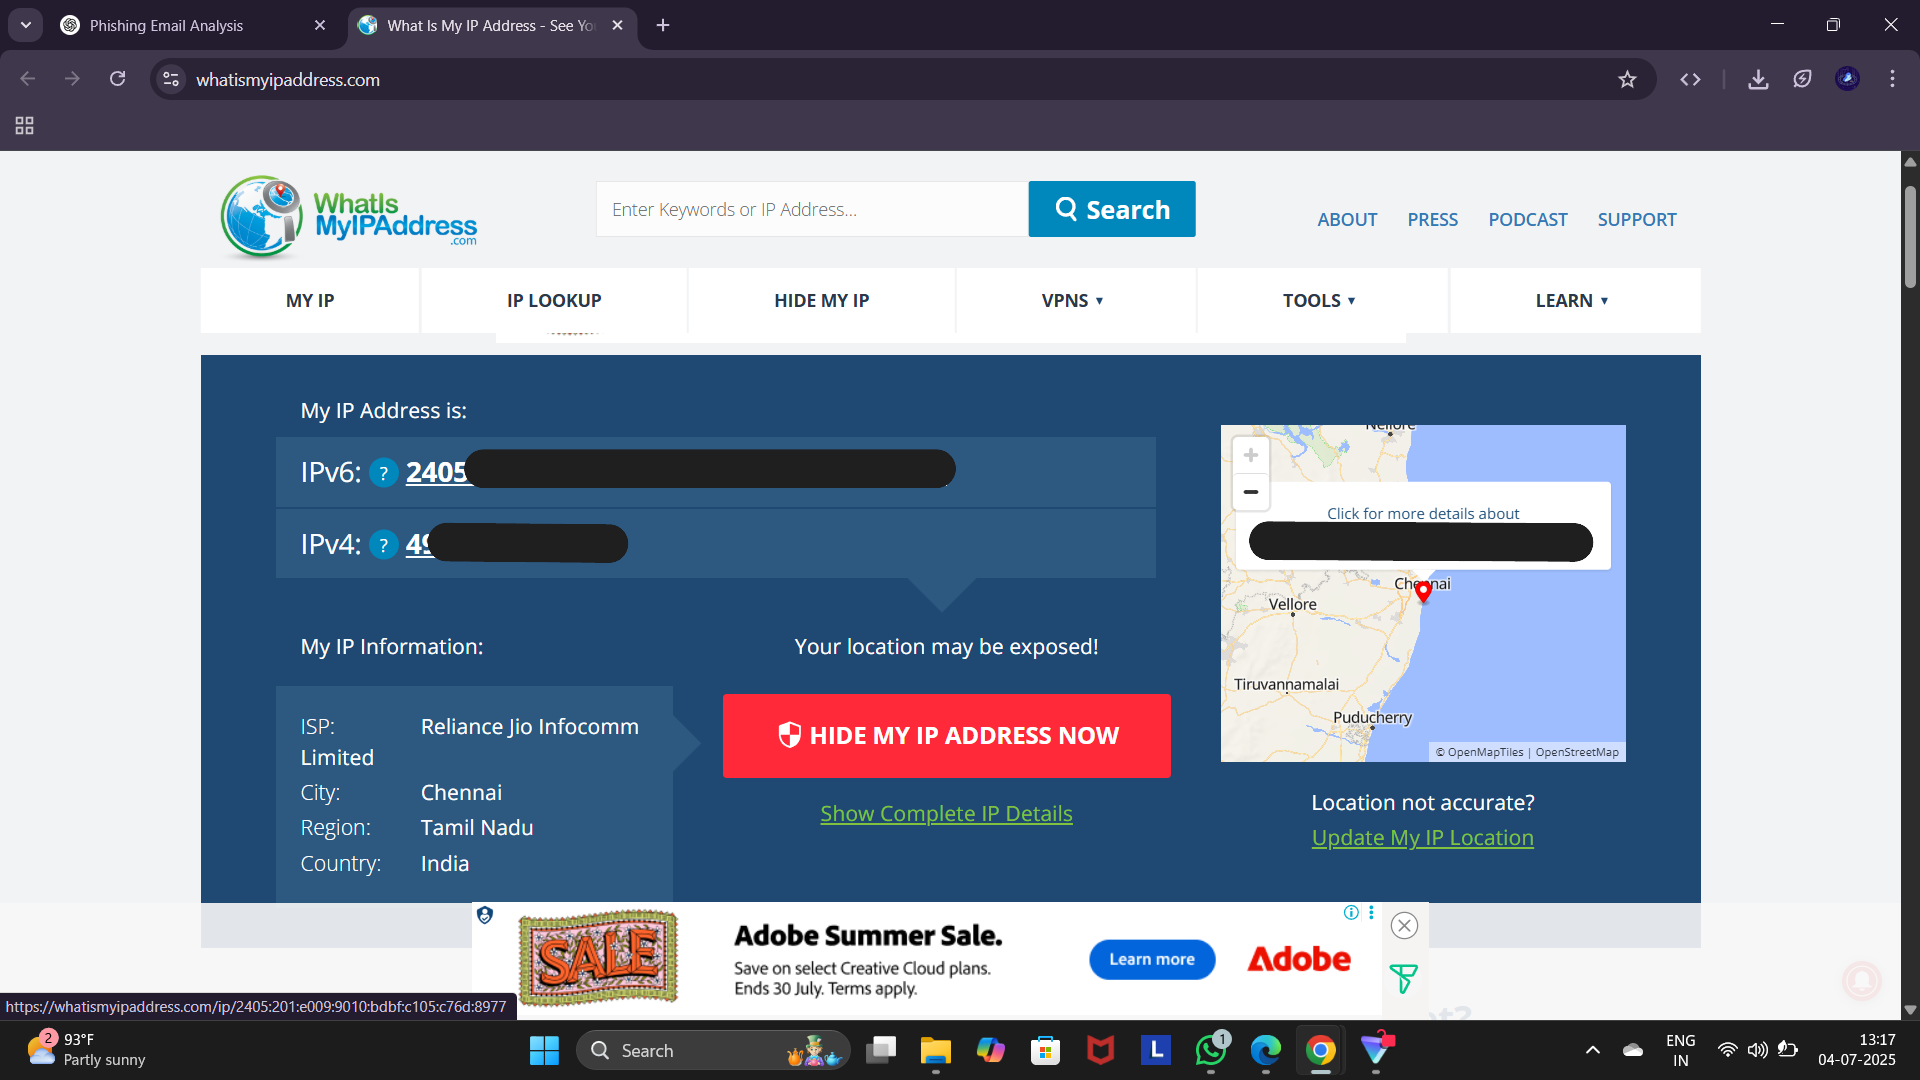 Phishing Email Analysis
What Is My IP Address - See Yo
whatismyipaddress.com
WhatIs
MyIPAddress
.com
Enter Keywords or IP Address...
Search
ABOUT PRESS PODCAST SUPPORT
MY IP IP LOOKUP HIDE MY IP VPNS ▾ TOOLS ▾ LEARN ▾
My IP Address is:
IPv6: ? 2405
IPv4: ? 49
Nellore
Click for more details about
Chennai
Vellore
Tiruvannamalai
Puducherry
© OpenMapTiles | OpenStreetMap
My IP Information:
Your location may be exposed!
ISP: Reliance Jio Infocomm
Limited
City: Chennai
Region: Tamil Nadu
Country: India
HIDE MY IP ADDRESS NOW
Show Complete IP Details
Location not accurate?
Update My IP Location
SALE
Adobe Summer Sale.
Save on select Creative Cloud plans.
Ends 30 July. Terms apply.
Learn more
Adobe
https://whatismyipaddress.com/ip/2405:201:e009:9010:bdbf:c105:c76d:8977
2
93°F
Partly sunny
Search
L
1
2
ENG
IN
13:17
04-07-2025